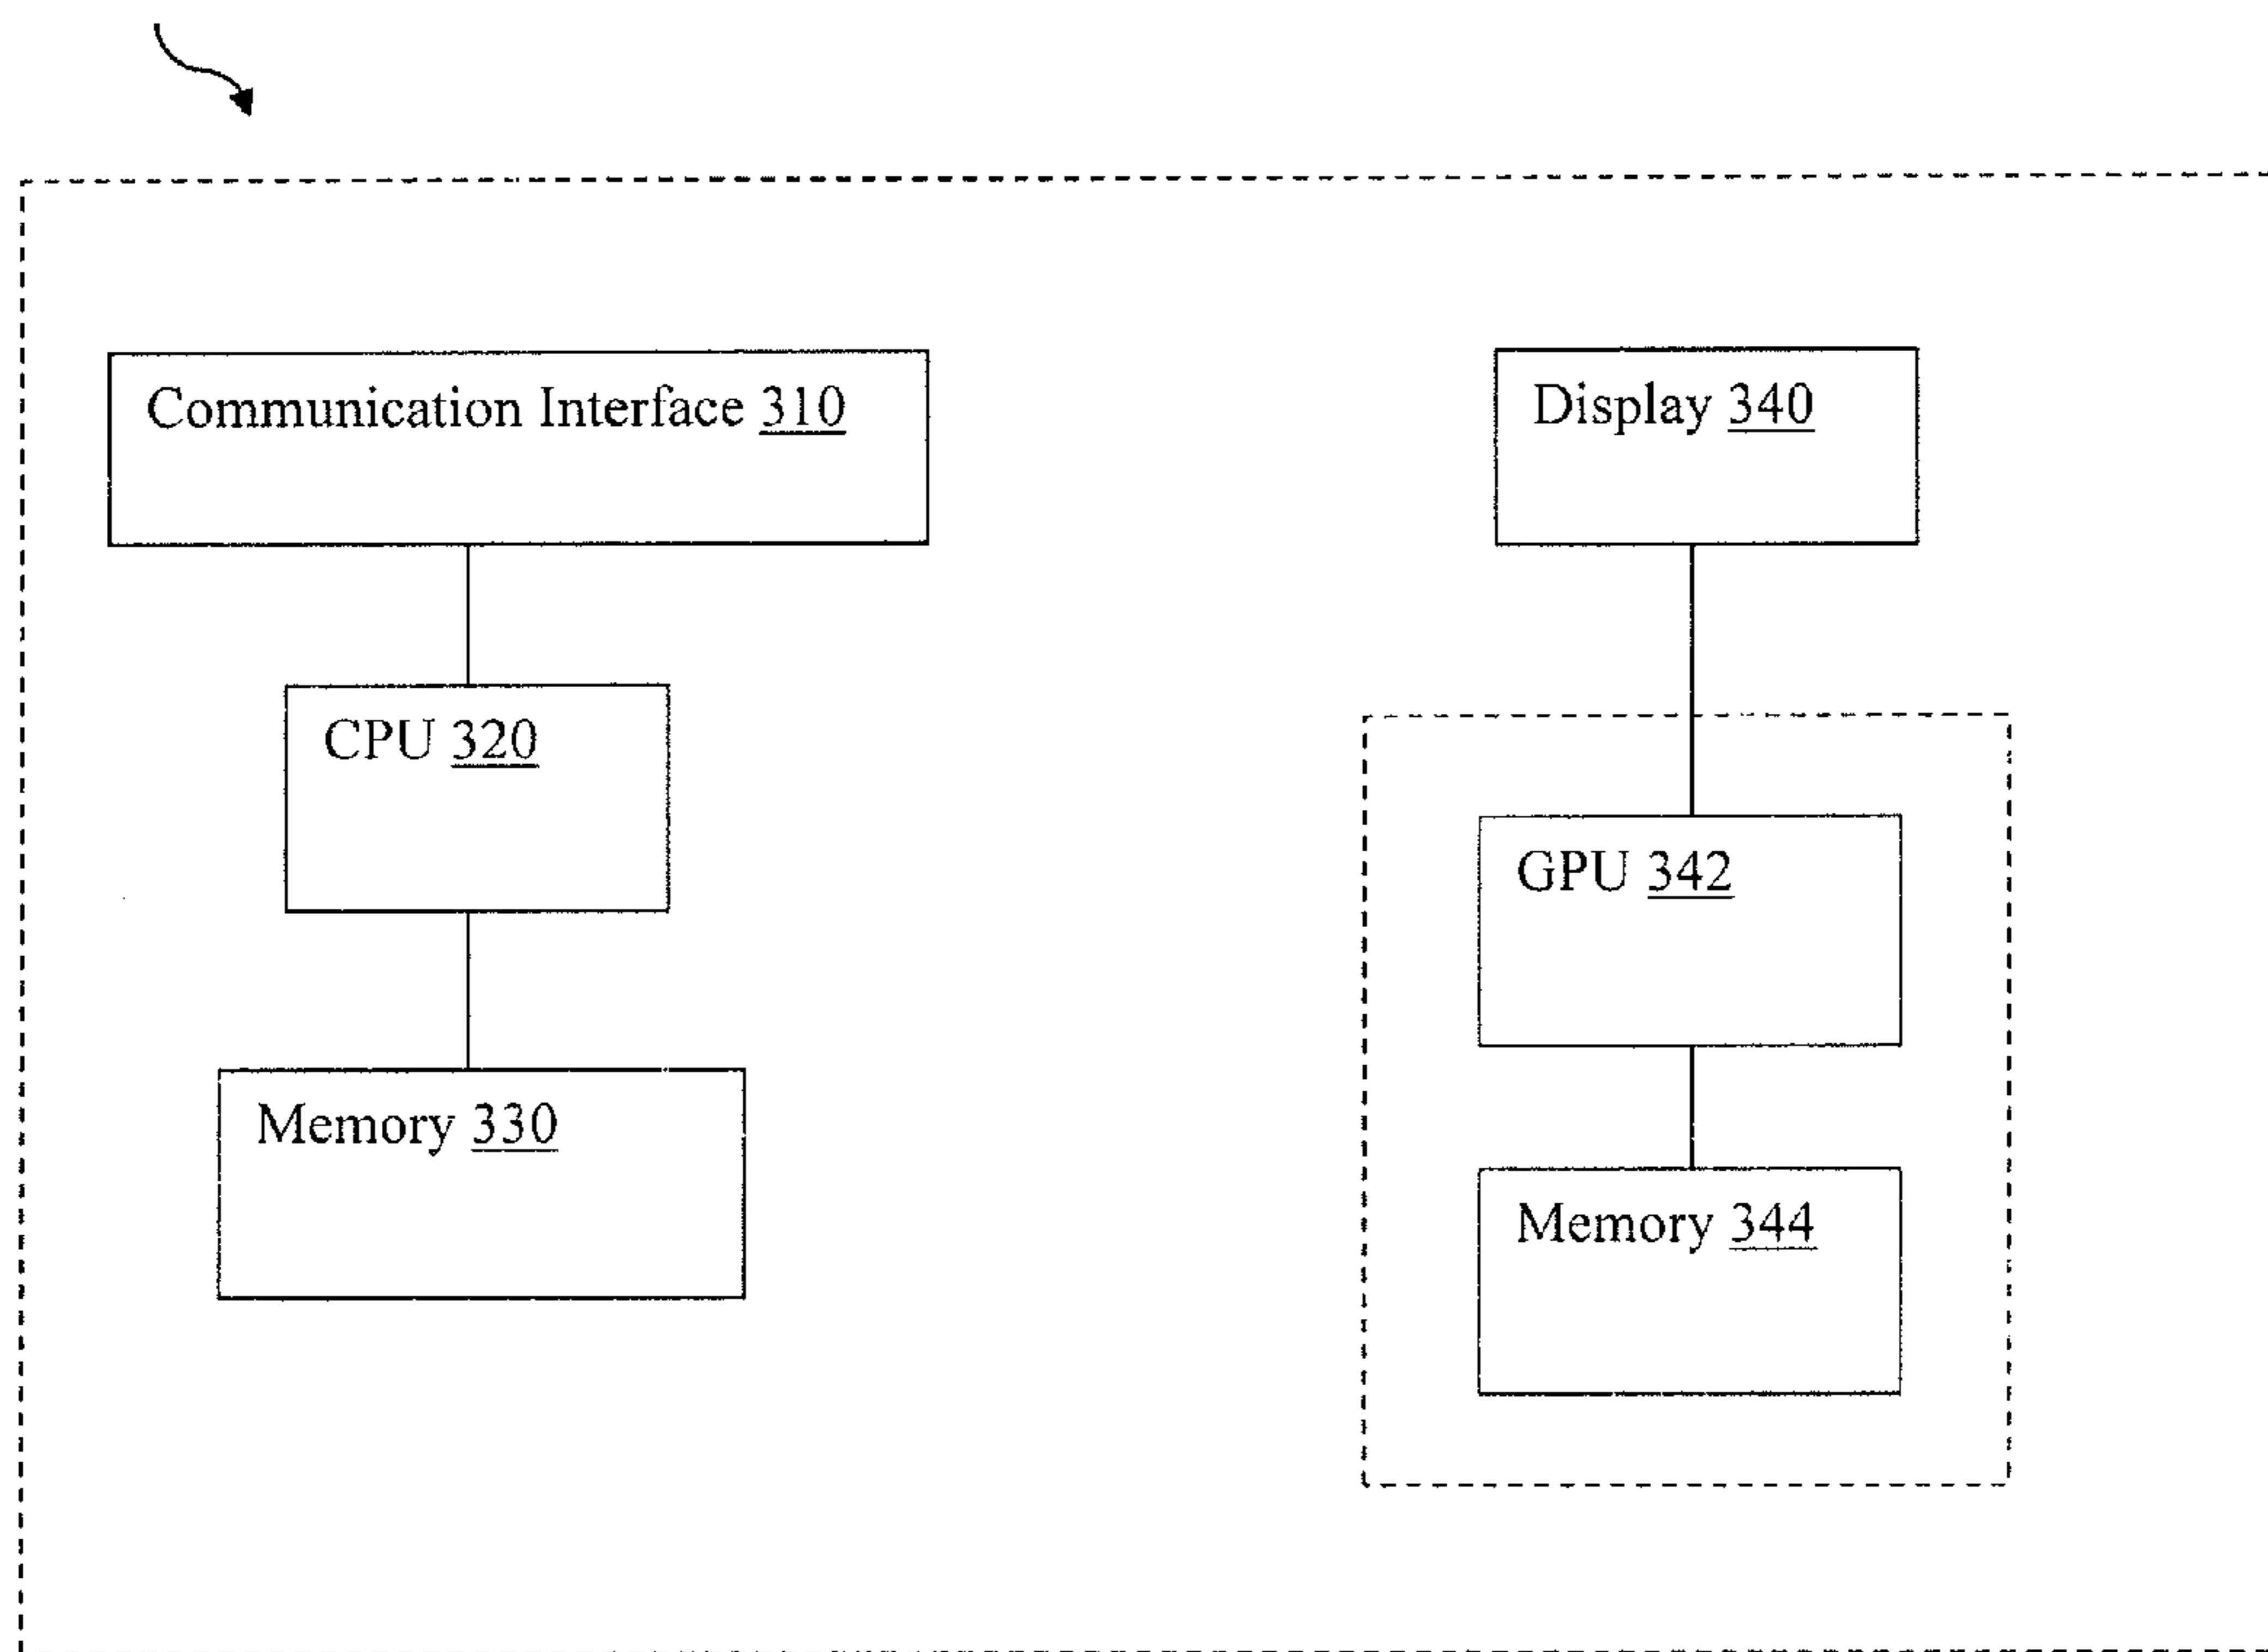 Communication Interface 310
Display 340
CPU 320
GPU 342
Memory 330
Memory 344